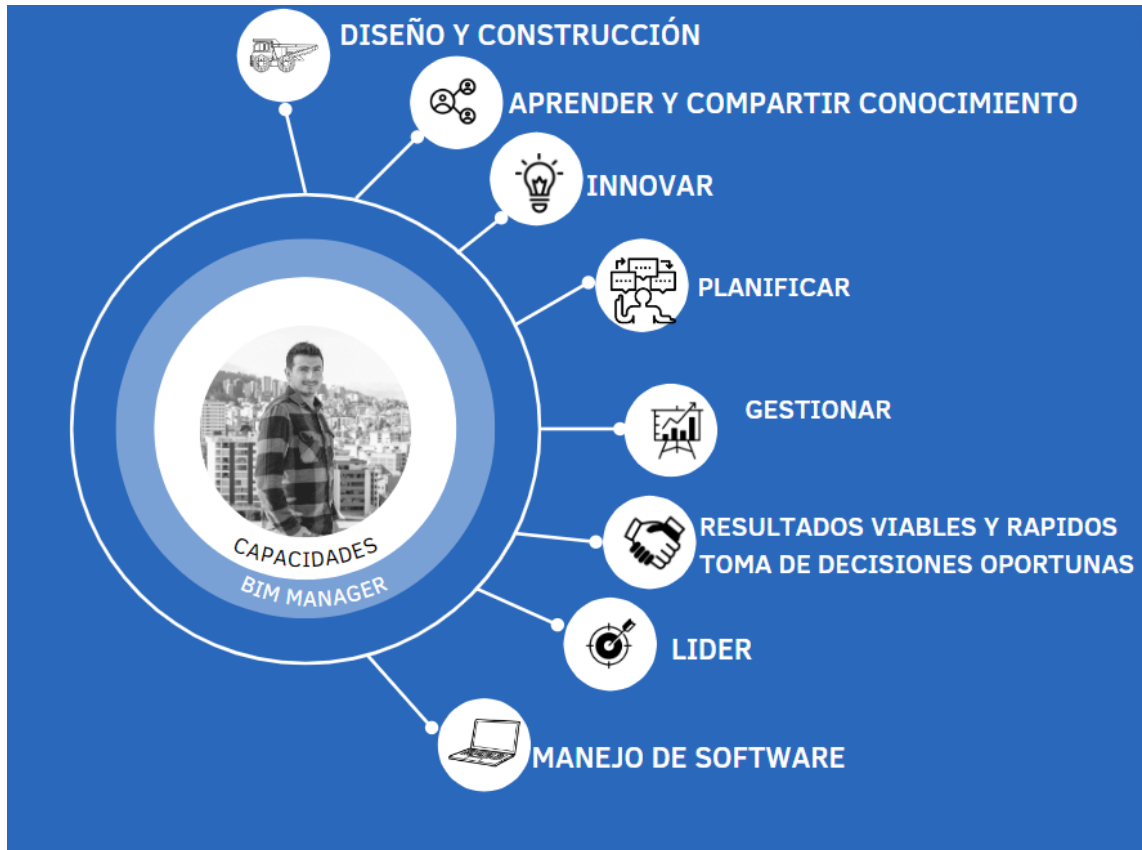 DISEÑO Y CONSTRUCCIÓN
APRENDER Y COMPARTIR CONOCIMIENTO
INNOVAR
PLANIFICAR
GESTIONAR
RESULTADOS VIABLES Y RAPIDOS
TOMA DE DECISIONES OPORTUNAS
LIDER
MANEJO DE SOFTWARE
CAPACIDADES
BIM MANAGER